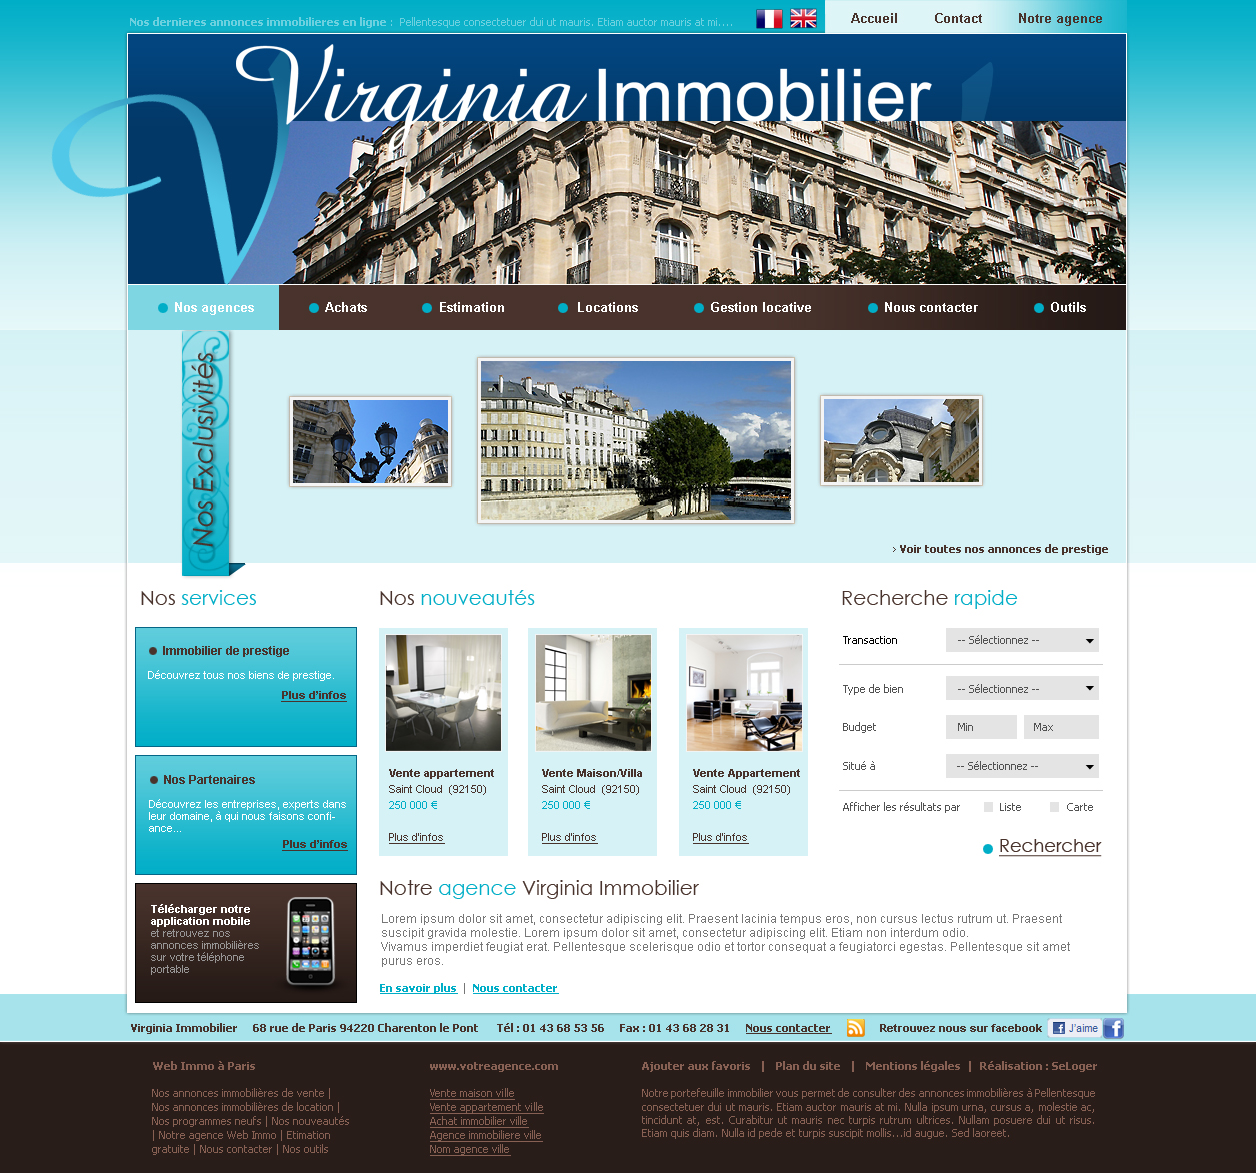 Nos dernieres annonces immobilieres en ligne : Pellentesque consectetuer dui ut mauris. Etiam auctor mauris at mi....
Accueil Contact Notre agence
Virginia Immobilier
Nos agences Achats Estimation Locations Gestion locative Nous contacter Outils
Nos Exclusivités
› Voir toutes nos annonces de prestige
Nos services
Immobilier de prestige
Découvrez tous nos biens de prestige.
Plus d'infos
Nos Partenaires
Découvrez les entreprises, experts dans
leur domaine, à qui nous faisons confi-
ance...
Plus d'infos
Télécharger notre
application mobile
et retrouvez nos
annonces immobilières
sur votre téléphone
portable
Nos nouveautés
Vente appartement
Saint Cloud (92150)
250 000 €
Plus d'infos
Vente Maison/Villa
Saint Cloud (92150)
250 000 €
Plus d'infos
Vente Appartement
Saint Cloud (92150)
250 000 €
Plus d'infos
Recherche rapide
Transaction -- Sélectionnez --
Type de bien -- Sélectionnez --
Budget Min Max
Situé à -- Sélectionnez --
Afficher les résultats par Liste Carte
Rechercher
Notre agence Virginia Immobilier
Lorem ipsum dolor sit amet, consectetur adipiscing elit. Praesent lacinia tempus eros, non cursus lectus rutrum ut. Praesent
suscipit gravida molestie. Lorem ipsum dolor sit amet, consectetur adipiscing elit. Etiam non interdum odio.
Vivamus imperdiet feugiat erat. Pellentesque scelerisque odio et tortor consequat a feugiatorci egestas. Pellentesque sit amet
purus eros.
En savoir plus | Nous contacter
Virginia Immobilier 68 rue de Paris 94220 Charenton le Pont Tél : 01 43 68 53 56 Fax : 01 43 68 28 31 Nous contacter Retrouvez nous sur facebook J'aime
Web Immo à Paris
Nos annonces immobilières de vente |
Nos annonces immobilières de location |
Nos programmes neufs | Nos nouveautés
| Notre agence Web Immo | Etimation
gratuite | Nous contacter | Nos outils
www.votreagence.com
Vente maison ville
Vente appartement ville
Achat immobilier ville
Agence immobiliere ville
Nom agence ville
Ajouter aux favoris | Plan du site | Mentions légales | Réalisation : SeLoger
Notre portefeuille immobilier vous permet de consulter des annonces immobilières à Pellentesque
consectetuer dui ut mauris. Etiam auctor mauris at mi. Nulla ipsum urna, cursus a, molestie ac,
tincidunt at, est. Curabitur ut mauris nec turpis rutrum ultrices. Nullam posuere dui ut risus.
Etiam quis diam. Nulla id pede et turpis suscipit mollis...id augue. Sed laoreet.